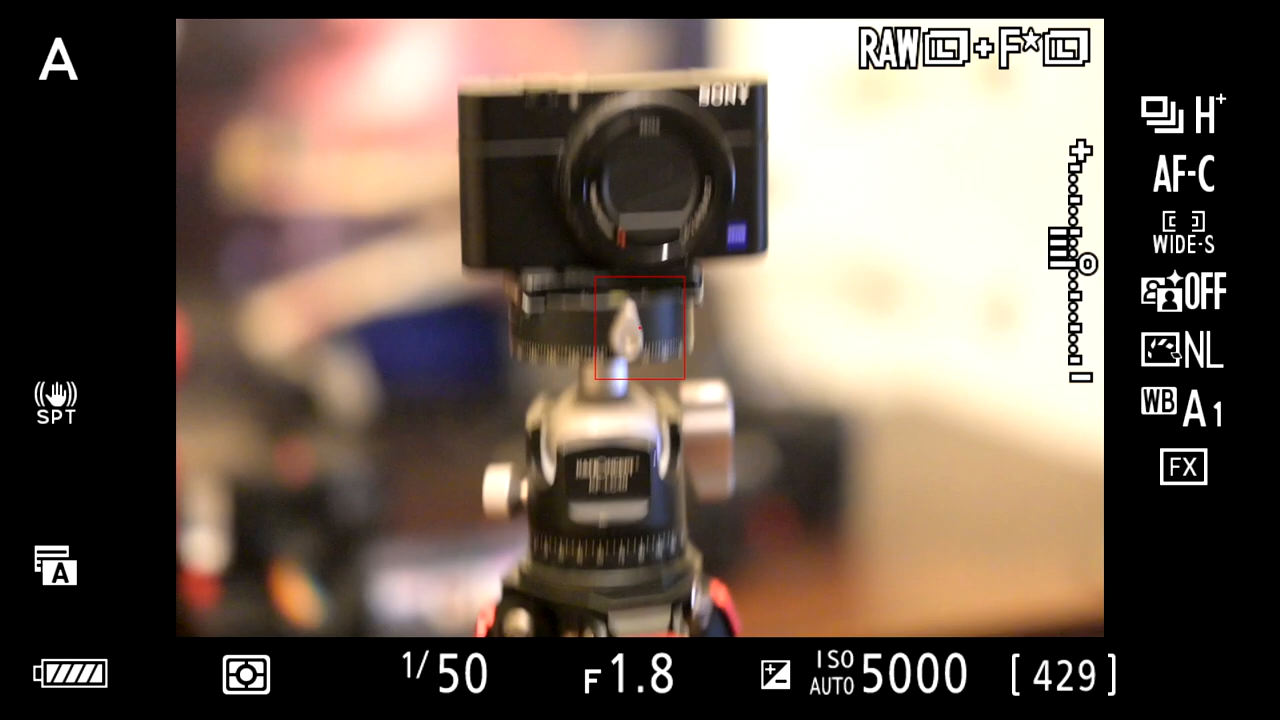 A
RAW L + F★ L
H+
AF-C
WIDE-S
OFF
NL
WB A1
FX
SPT
A
SONY
1/50
F1.8
ISO AUTO 5000
[429]